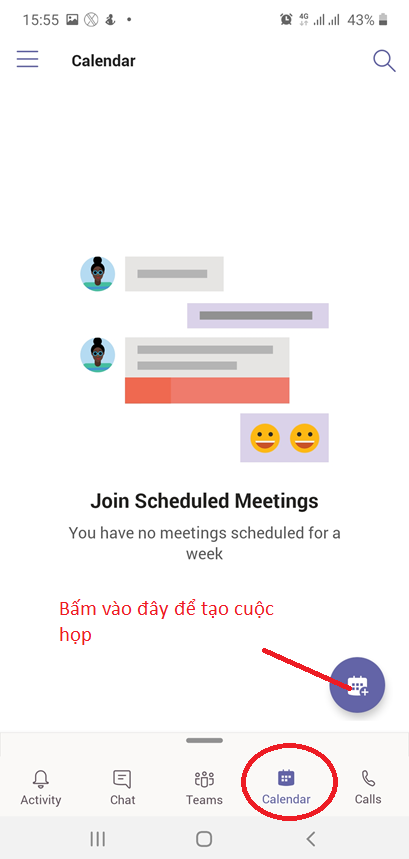 15:55 4G 43%
Calendar
Join Scheduled Meetings
You have no meetings scheduled for a
week
Bấm vào đây để tạo cuộc
họp
Activity Chat Teams Calendar Calls